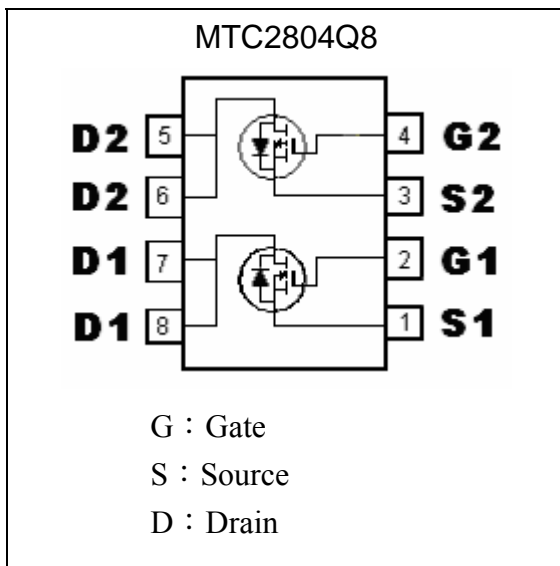 MTC2804Q8
D2 5 4 G2
D2 6 3 S2
D1 7 2 G1
D1 8 1 S1
G：Gate
S：Source
D：Drain